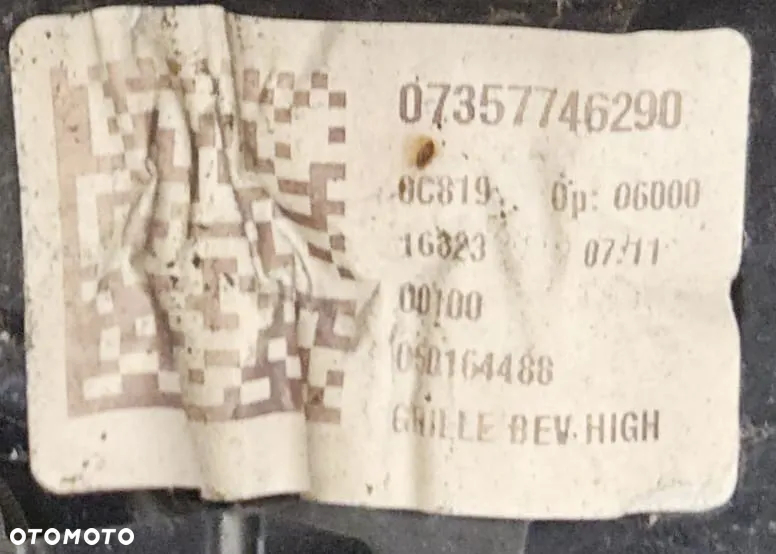 07357746290
0C819 Op: 06000
16323 07/11
00100
050164488
GRILLE BEV HIGH
OTOMOTO